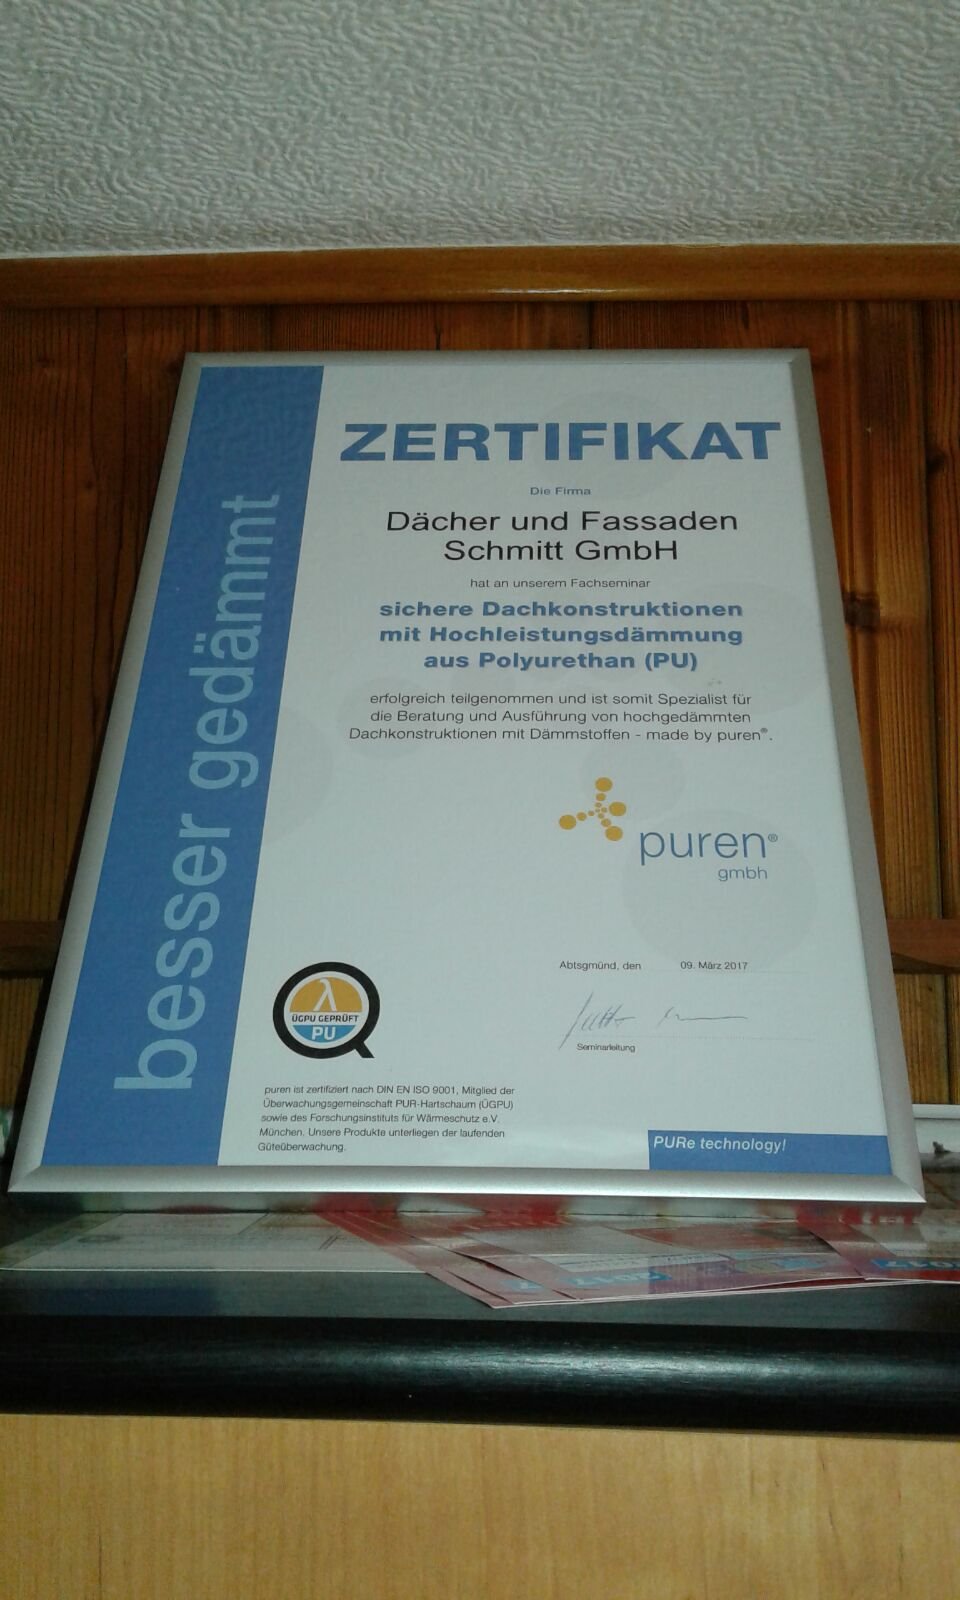 besser gedämmt
ZERTIFIKAT
Die Firma
Dächer und Fassaden
Schmitt GmbH
hat an unserem Fachseminar
sichere Dachkonstruktionen
mit Hochleistungsdämmung
aus Polyurethan (PU)
erfolgreich teilgenommen und ist somit Spezialist für
die Beratung und Ausführung von hochgedämmten
Dachkonstruktionen mit Dämmstoffen - made by puren®.
puren®
gmbh
Abtsgmünd, den 09. März 2017
Seminarleitung
λ
ÜGPU GEPRÜFT
PU
puren ist zertifiziert nach DIN EN ISO 9001, Mitglied der
Überwachungsgemeinschaft PUR-Hartschaum (ÜGPU)
sowie des Forschungsinstituts für Wärmeschutz e.V.
München. Unsere Produkte unterliegen der laufenden
Güteüberwachung.
PURe technology!
2017